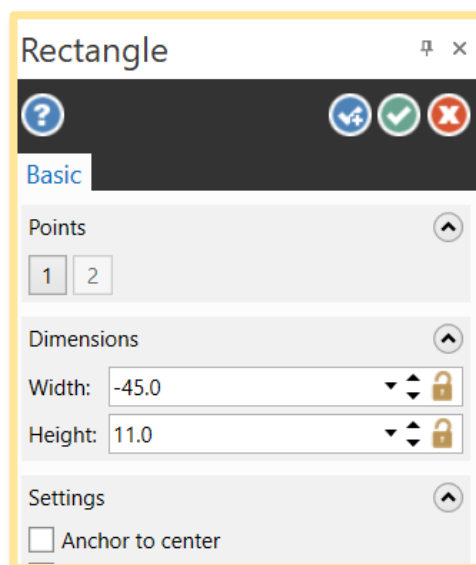 Rectangle
Basic
Points
1 2
Dimensions
Width: -45.0
Height: 11.0
Settings
Anchor to center